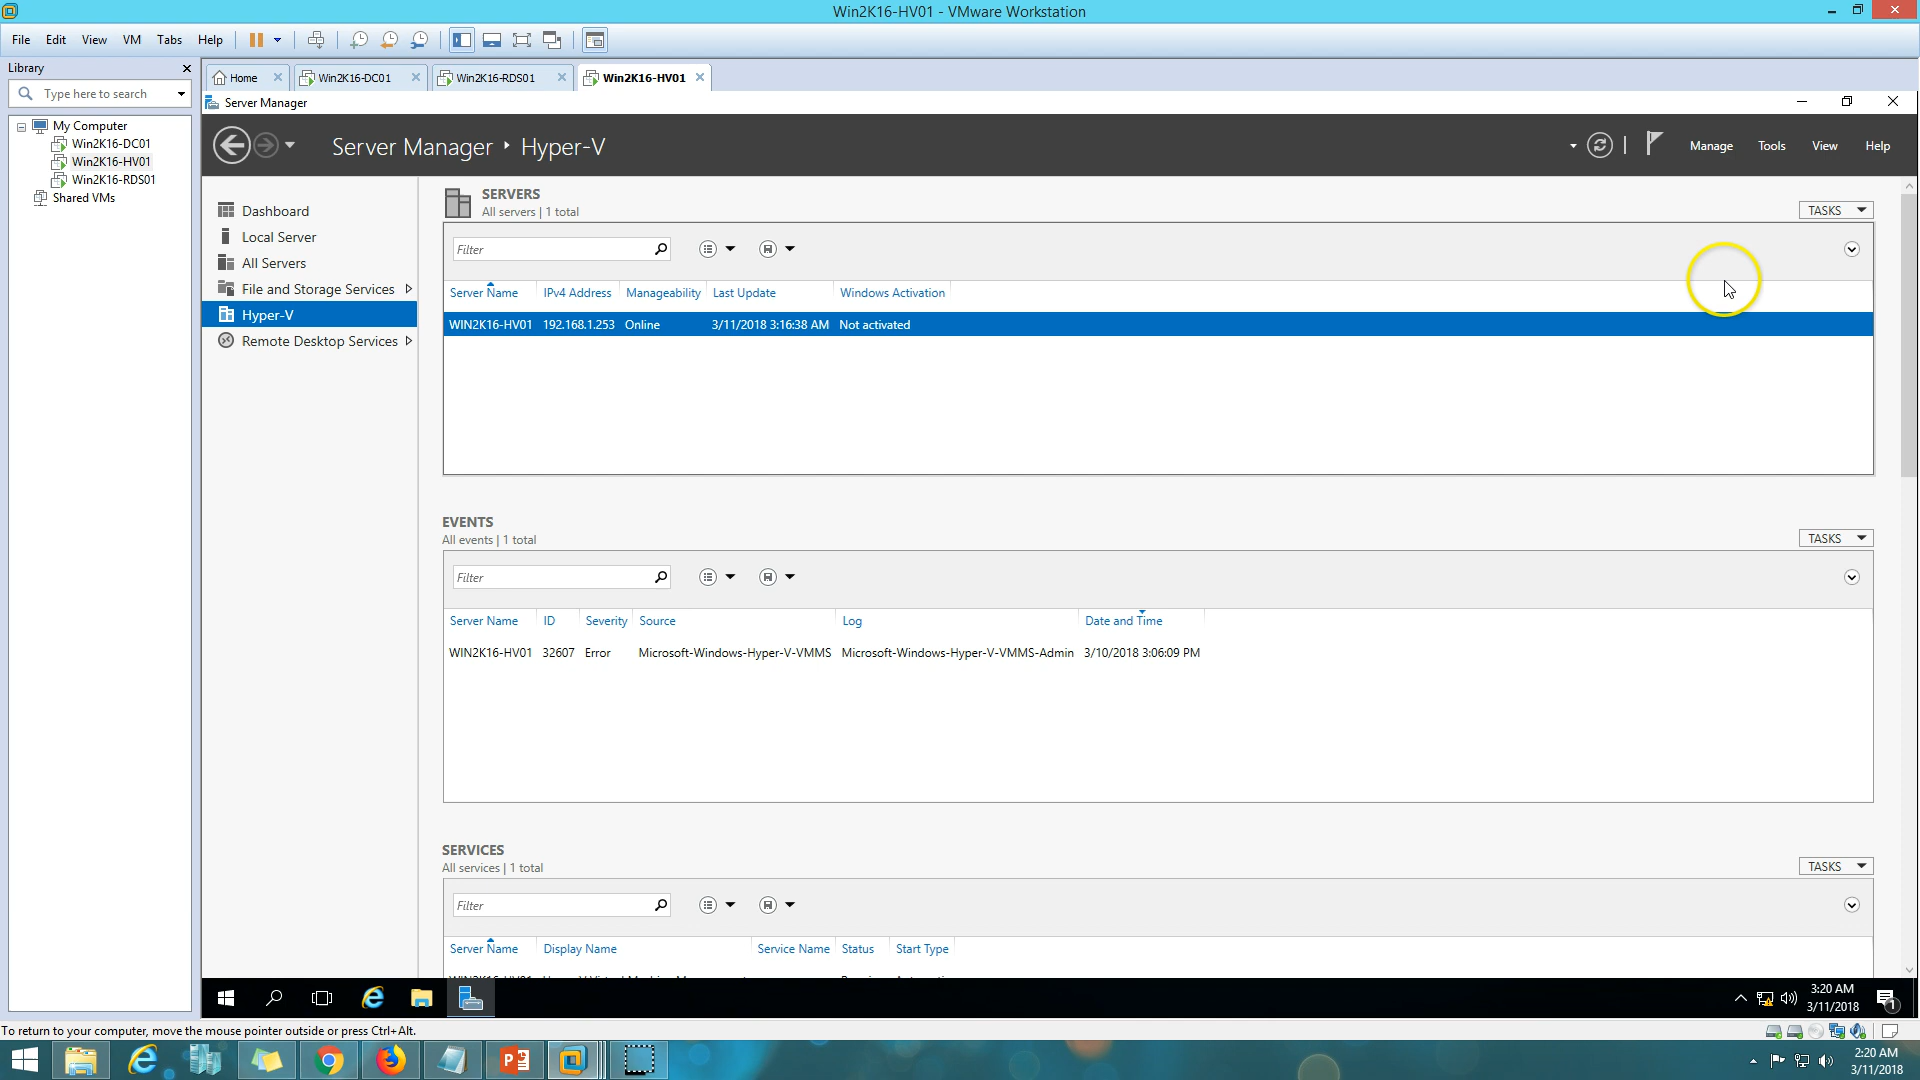 Win2K16-HV01 - VMware Workstation
File Edit View VM Tabs Help
Library
Type here to search
My Computer
Win2K16-DC01
Win2K16-HV01
Win2K16-RDS01
Shared VMs
Home Win2K16-DC01 Win2K16-RDS01 Win2K16-HV01
Server Manager
Server Manager Hyper-V
Manage Tools View Help
Dashboard
Local Server
All Servers
File and Storage Services
Hyper-V
Remote Desktop Services
SERVERS
All servers | 1 total
TASKS
Filter
Server Name IPv4 Address Manageability Last Update Windows Activation
WIN2K16-HV01 192.168.1.253 Online 3/11/2018 3:16:38 AM Not activated
EVENTS
All events | 1 total
TASKS
Filter
Server Name ID Severity Source Log Date and Time
WIN2K16-HV01 32607 Error Microsoft-Windows-Hyper-V-VMMS Microsoft-Windows-Hyper-V-VMMS-Admin 3/10/2018 3:06:09 PM
SERVICES
All services | 1 total
TASKS
Filter
Server Name Display Name Service Name Status Start Type
3:20 AM
3/11/2018
1
To return to your computer, move the mouse pointer outside or press Ctrl+Alt.
2:20 AM
3/11/2018